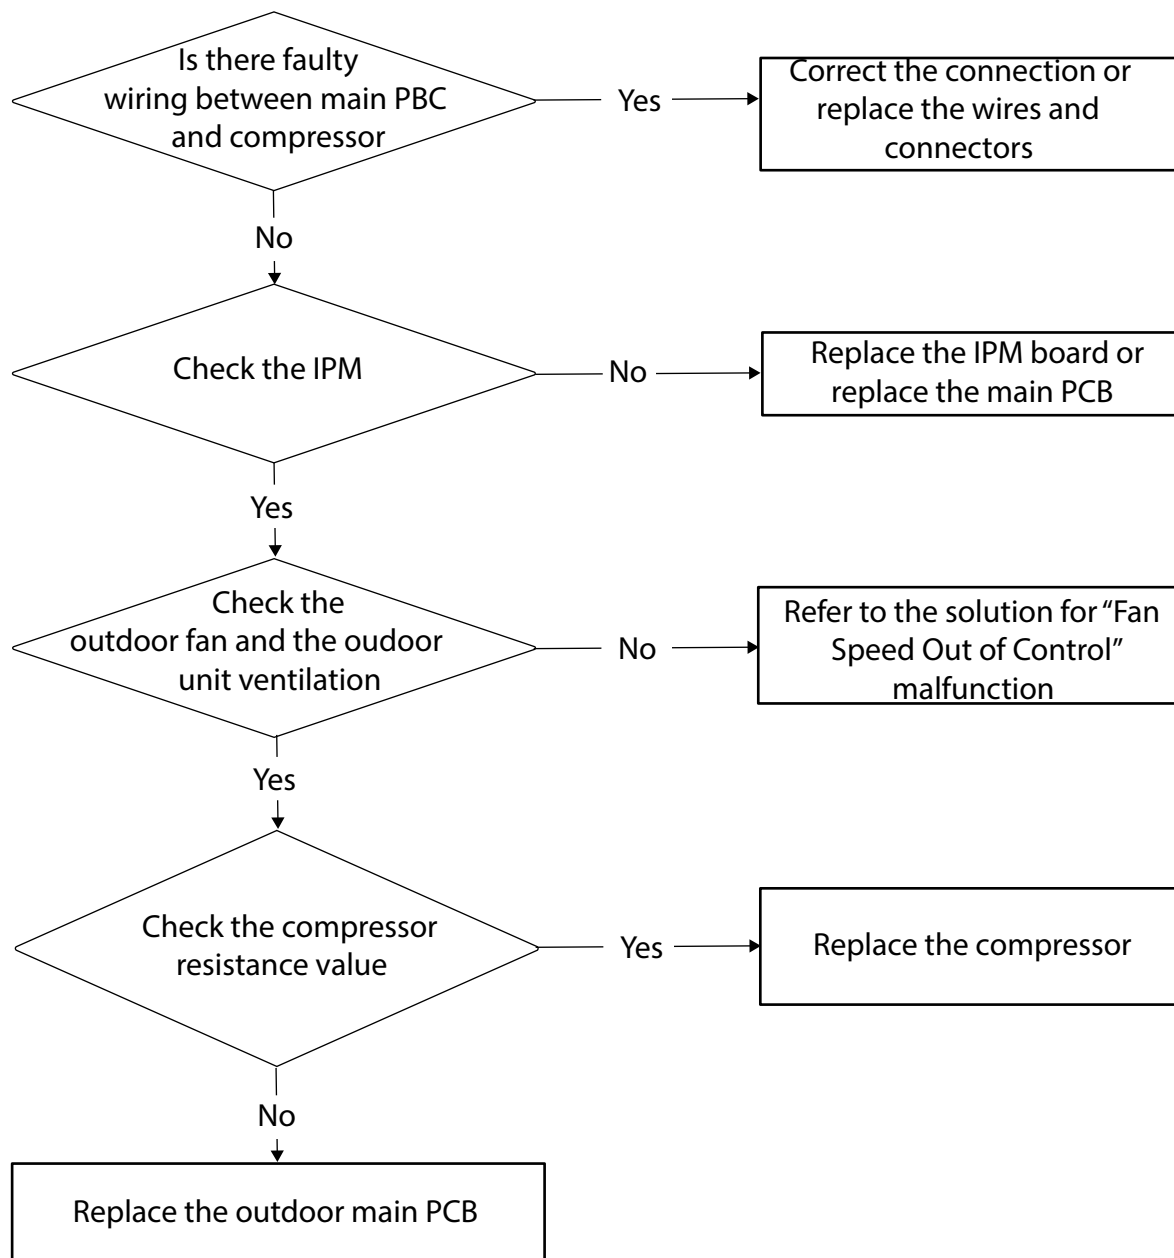 Is there faulty
wiring between main PBC
and compressor
Yes
Correct the connection or
replace the wires and
connectors
No
Check the IPM
No
Replace the IPM board or
replace the main PCB
Yes
Check the
outdoor fan and the oudoor
unit ventilation
No
Refer to the solution for “Fan
Speed Out of Control”
malfunction
Yes
Check the compressor
resistance value
Yes
Replace the compressor
No
Replace the outdoor main PCB